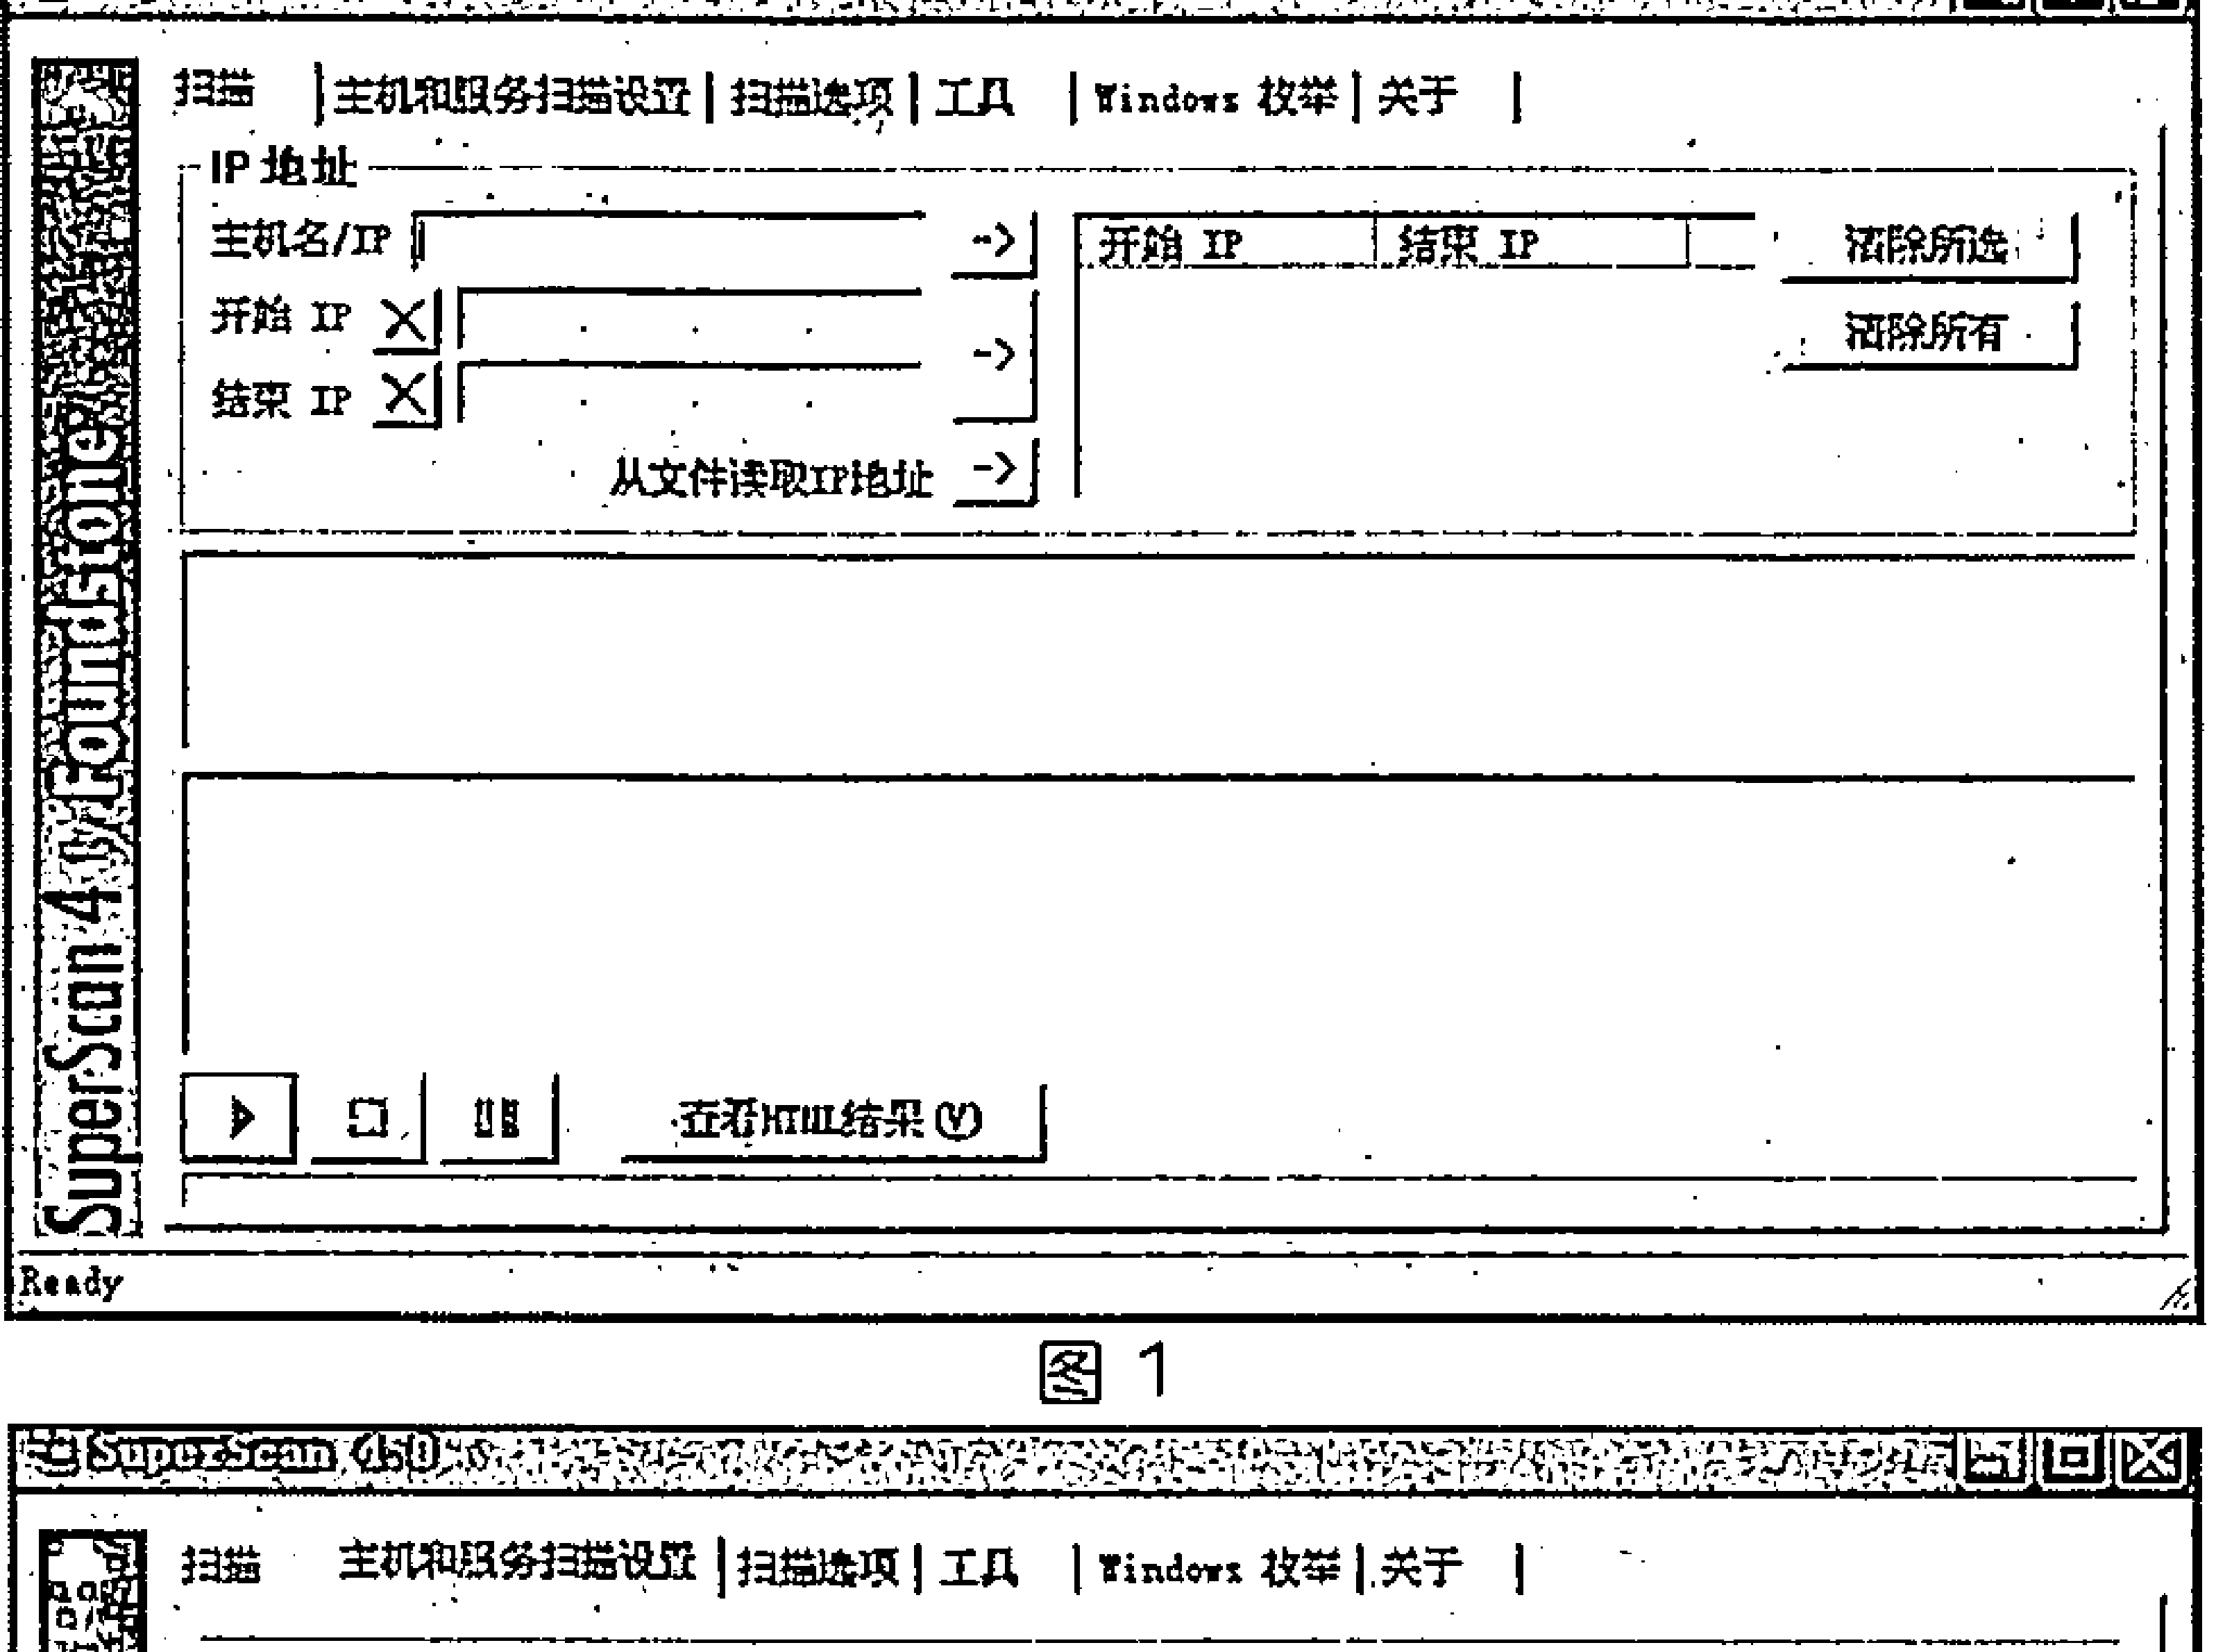 扫描 主机和服务扫描设置 扫描选项 工具 Windows 枚举 关于
IP 地址
主机名/IP -> 开始 IP 结束 IP 清除所选
开始 IP X -> 清除所有
结束 IP X
从文件读取IP地址 ->
SuperScan 4 Foundstone
查看HTML结果(V)
Ready
图 1
SuperScan 4.0
扫描 主机和服务扫描设置 扫描选项 工具 Windows 枚举 关于